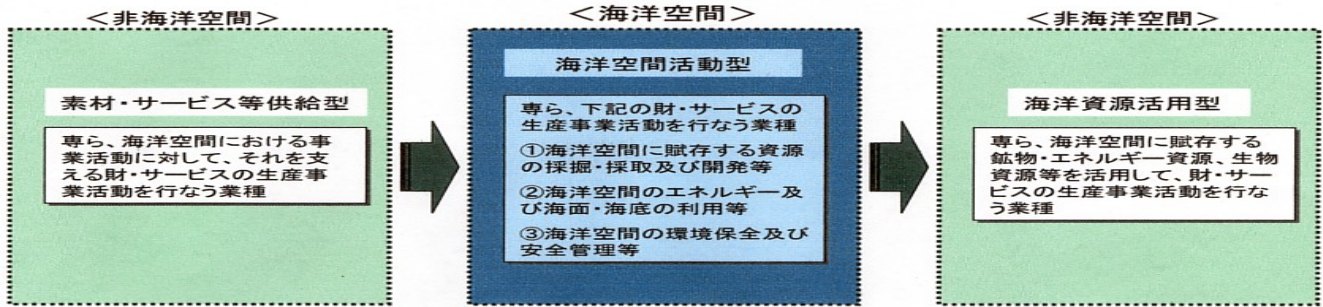 ＜非海洋空間＞
素材・サービス等供給型
専ら、海洋空間における事
業活動に対して、それを支
える財・サービスの生産事
業活動を行なう業種
＜海洋空間＞
海洋空間活動型
専ら、下記の財・サービスの
生産事業活動を行なう業種
①海洋空間に賦存する資源
の採掘・採取及び開発等
②海洋空間のエネルギー及
び海面・海底の利用等
③海洋空間の環境保全及び
安全管理等
＜非海洋空間＞
海洋資源活用型
専ら、海洋空間に賦存する
鉱物・エネルギー資源、生物
資源等を活用して、財・サー
ビスの生産事業活動を行な
う業種